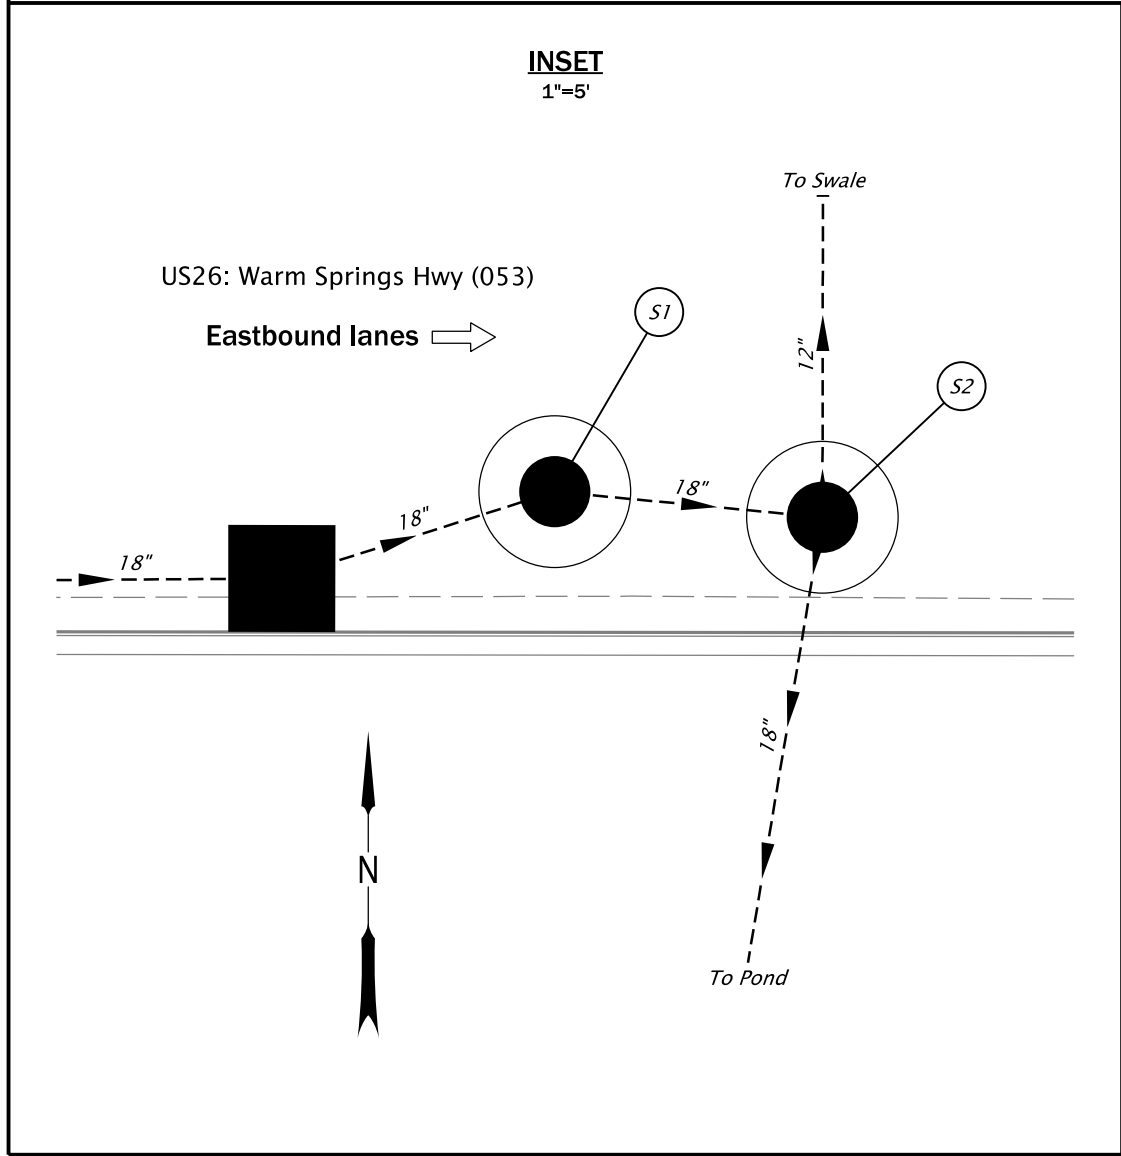 INSET
1"=5'
To Swale
US26: Warm Springs Hwy (053)
S1
Eastbound lanes
12"
S2
18"
18"
18"
18"
N
To Pond